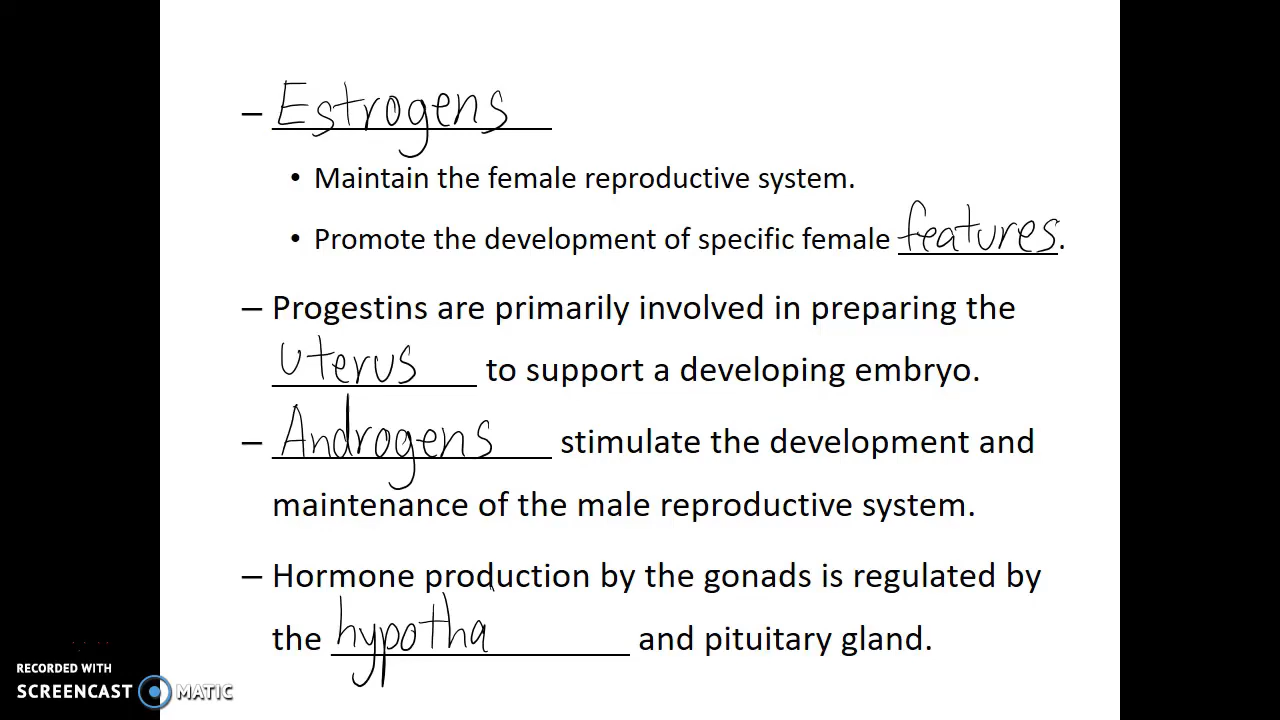 – Estrogens
• Maintain the female reproductive system.
• Promote the development of specific female features.
– Progestins are primarily involved in preparing the
uterus to support a developing embryo.
– Androgens stimulate the development and
maintenance of the male reproductive system.
– Hormone production by the gonads is regulated by
the hypotha and pituitary gland.
RECORDED WITH
SCREENCAST MATIC